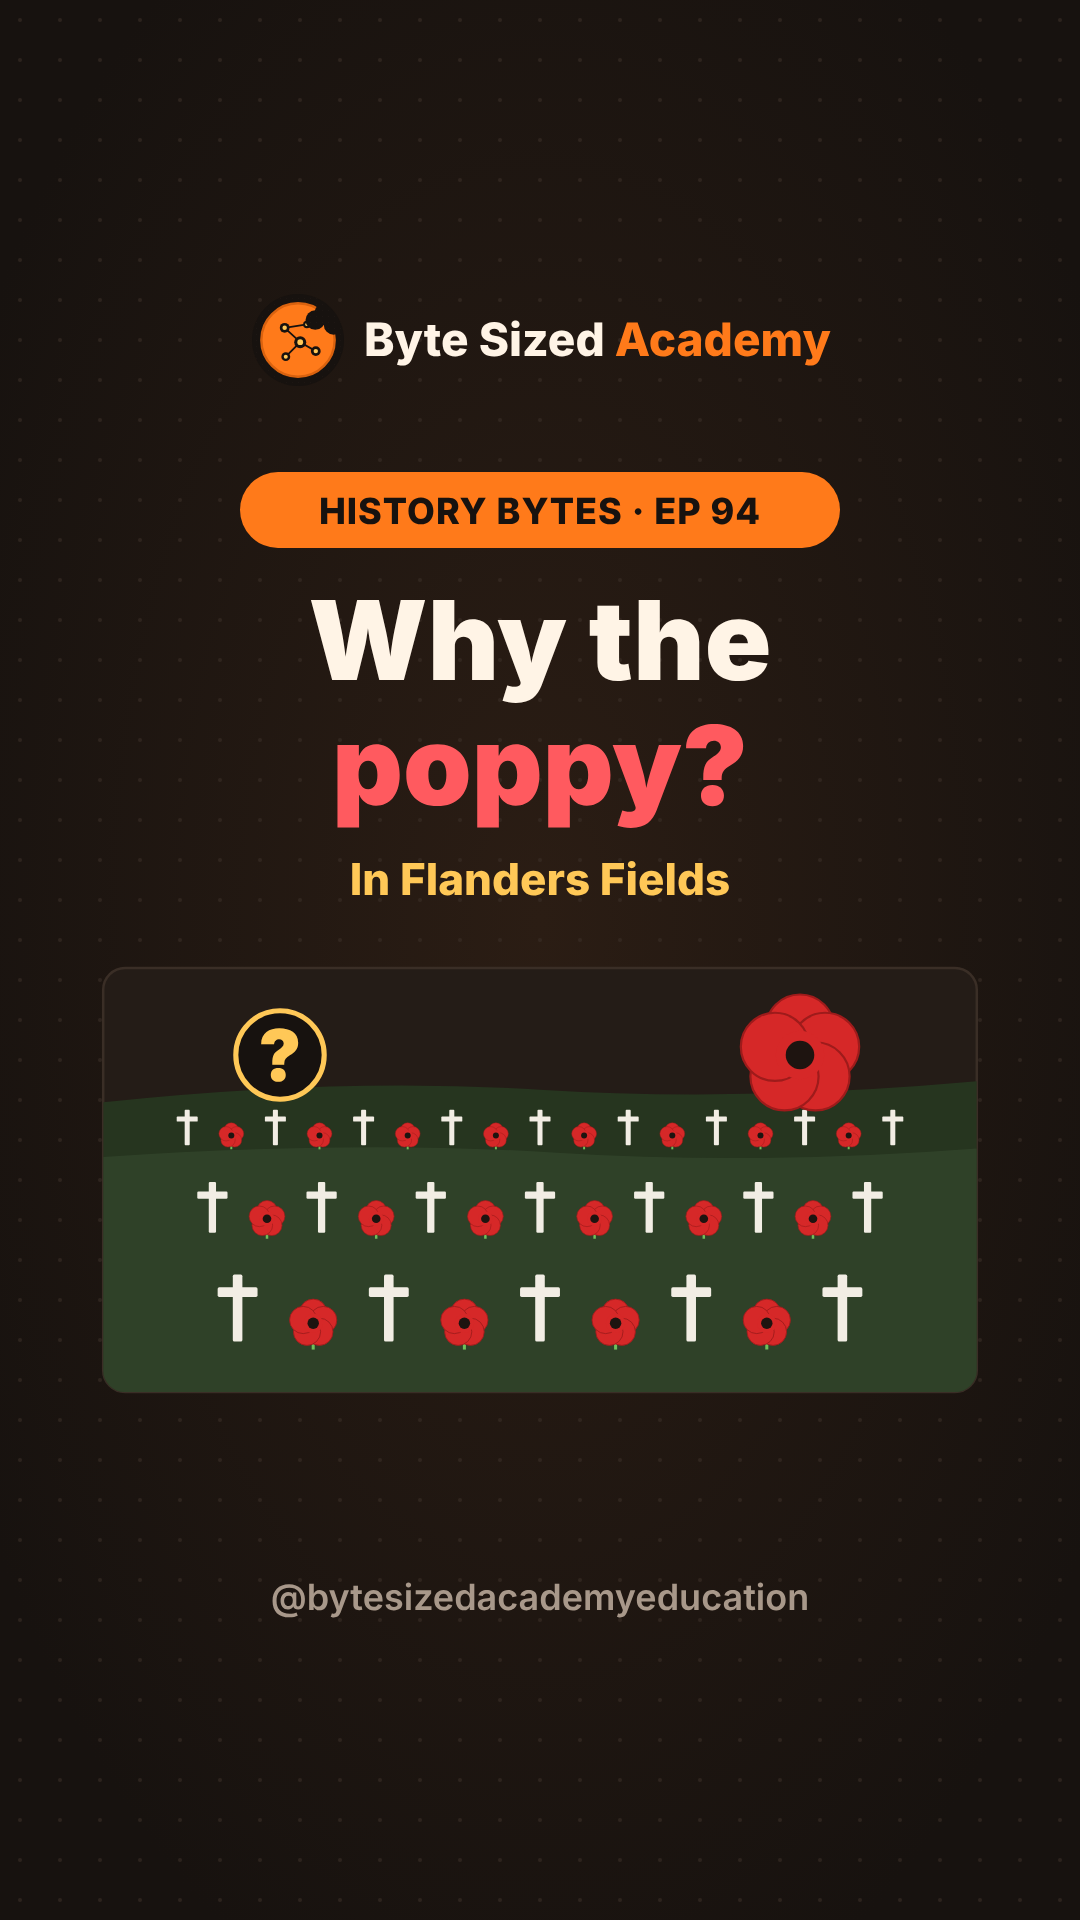 Byte Sized Academy
HISTORY BYTES · EP 94
Why the
poppy?
In Flanders Fields
?
@bytesizedacademyeducation